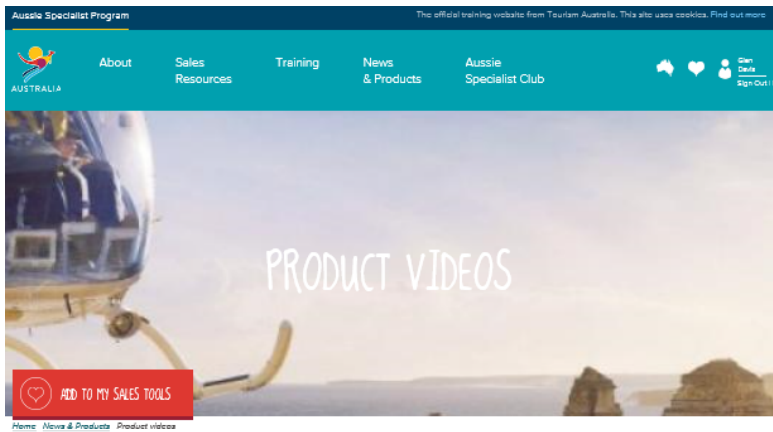 Aussie Specialist Program
The official training website from Tourism Australia. This site uses cookies. Find out more
About
Sales
Resources
Training
News
& Products
Aussie
Specialist Club
AUSTRALIA
Glen
Davis
Sign Out
PRODUCT VIDEOS
ADD TO MY SALES TOOLS
Home News & Products Product videos